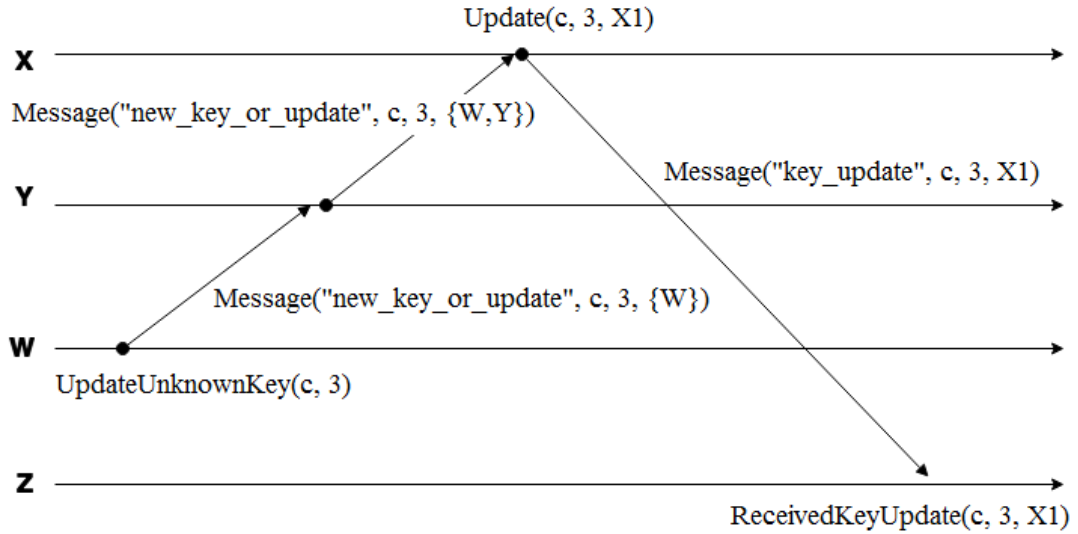 Update(c, 3, X1)
X
Message("new_key_or_update", c, 3, {W,Y})
Message("key_update", c, 3, X1)
Y
Message("new_key_or_update", c, 3, {W})
W
UpdateUnknownKey(c, 3)
Z
ReceivedKeyUpdate(c, 3, X1)